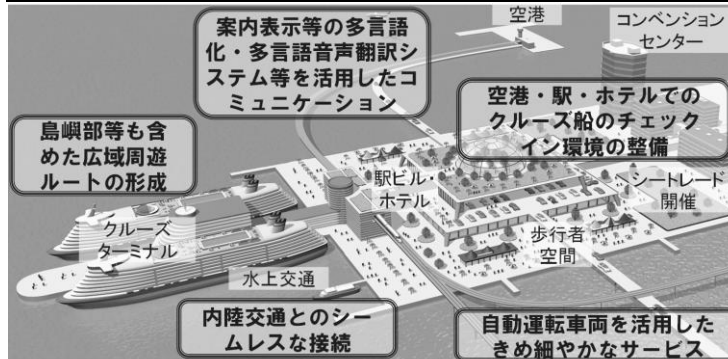 案内表示等の多言語
化・多言語音声翻訳シ
ステム等を活用したコ
ミュニケーション
空港
コンベンション
センター
空港・駅・ホテルでの
クルーズ船のチェック
イン環境の整備
島嶼部等も含
めた広域周遊
ルートの形成
駅ビル・
ホテル
シートレード
開催
クルーズ
ターミナル
歩行者
空間
水上交通
内陸交通とのシー
ムレスな接続
自動運転車両を活用した
きめ細やかなサービス